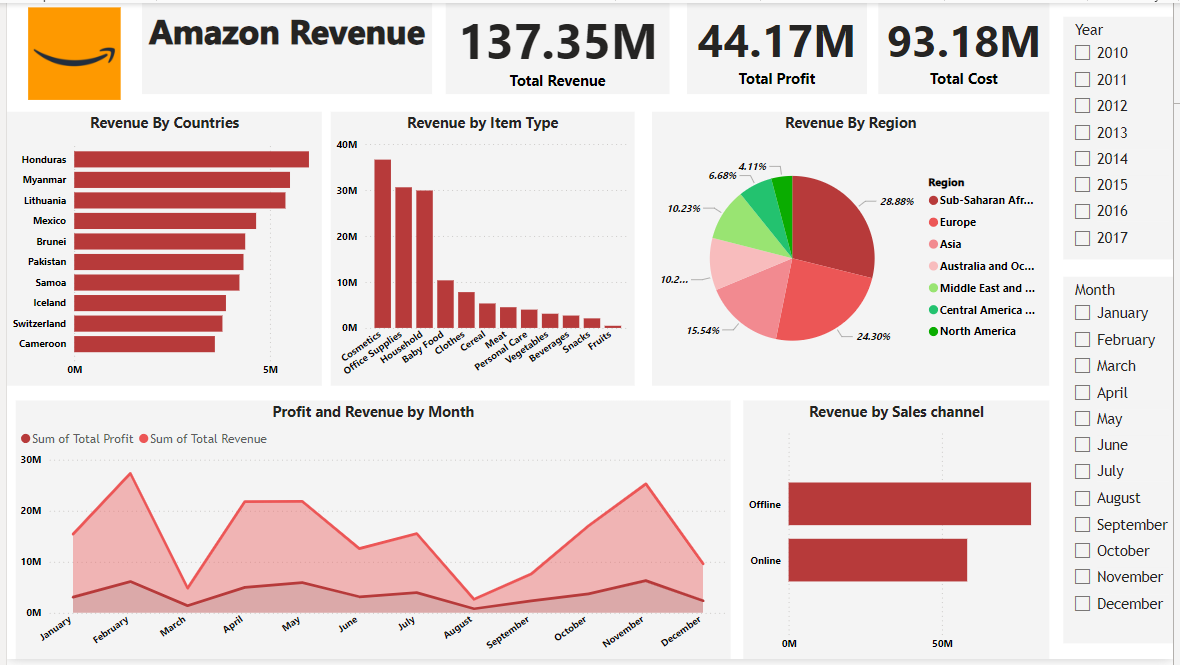 Amazon Revenue
137.35M
Total Revenue
44.17M
Total Profit
93.18M
Total Cost
Year
2010
2011
2012
2013
2014
2015
2016
2017
Revenue By Countries
Honduras
Myanmar
Lithuania
Mexico
Brunei
Pakistan
Samoa
Iceland
Switzerland
Cameroon
0M 5M
Revenue by Item Type
40M
30M
20M
10M
0M
Cosmetics
Office Supplies
Household
Baby Food
Clothes
Cereal
Meat
Personal Care
Vegetables
Beverages
Snacks
Fruits
Revenue By Region
4.11%
6.68%
10.23%
10.2...
15.54%
28.88%
24.30%
Region
Sub-Saharan Afr...
Europe
Asia
Australia and Oc...
Middle East and ...
Central America ...
North America
Month
January
February
March
April
May
June
July
August
September
October
November
December
Profit and Revenue by Month
Sum of Total Profit Sum of Total Revenue
30M
20M
10M
0M
January
February
March
April
May
June
July
August
September
October
November
December
Revenue by Sales channel
Offline
Online
0M 50M